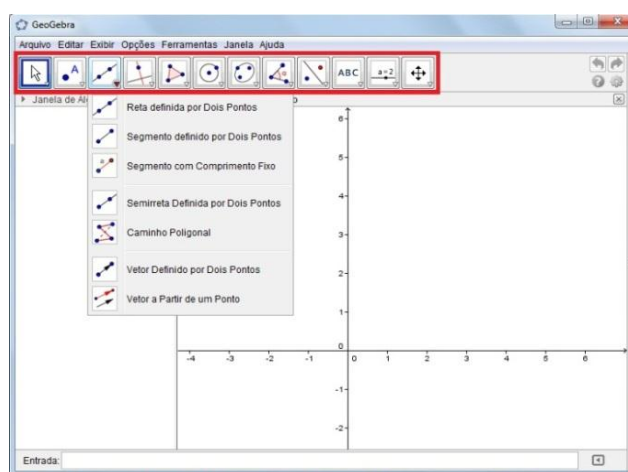 GeoGebra
Arquivo Editar Exibir Opções Ferramentas Janela Ajuda
A ABC a=2
Janela de Ál
Reta definida por Dois Pontos
Segmento definido por Dois Pontos
Segmento com Comprimento Fixo
Semirreta Definida por Dois Pontos
Caminho Poligonal
Vetor Definido por Dois Pontos
Vetor a Partir de um Ponto
6
5
4
3
2
1
0
-4 -3 -2 -1 0 1 2 3 4 5 6
-1
-2
Entrada: